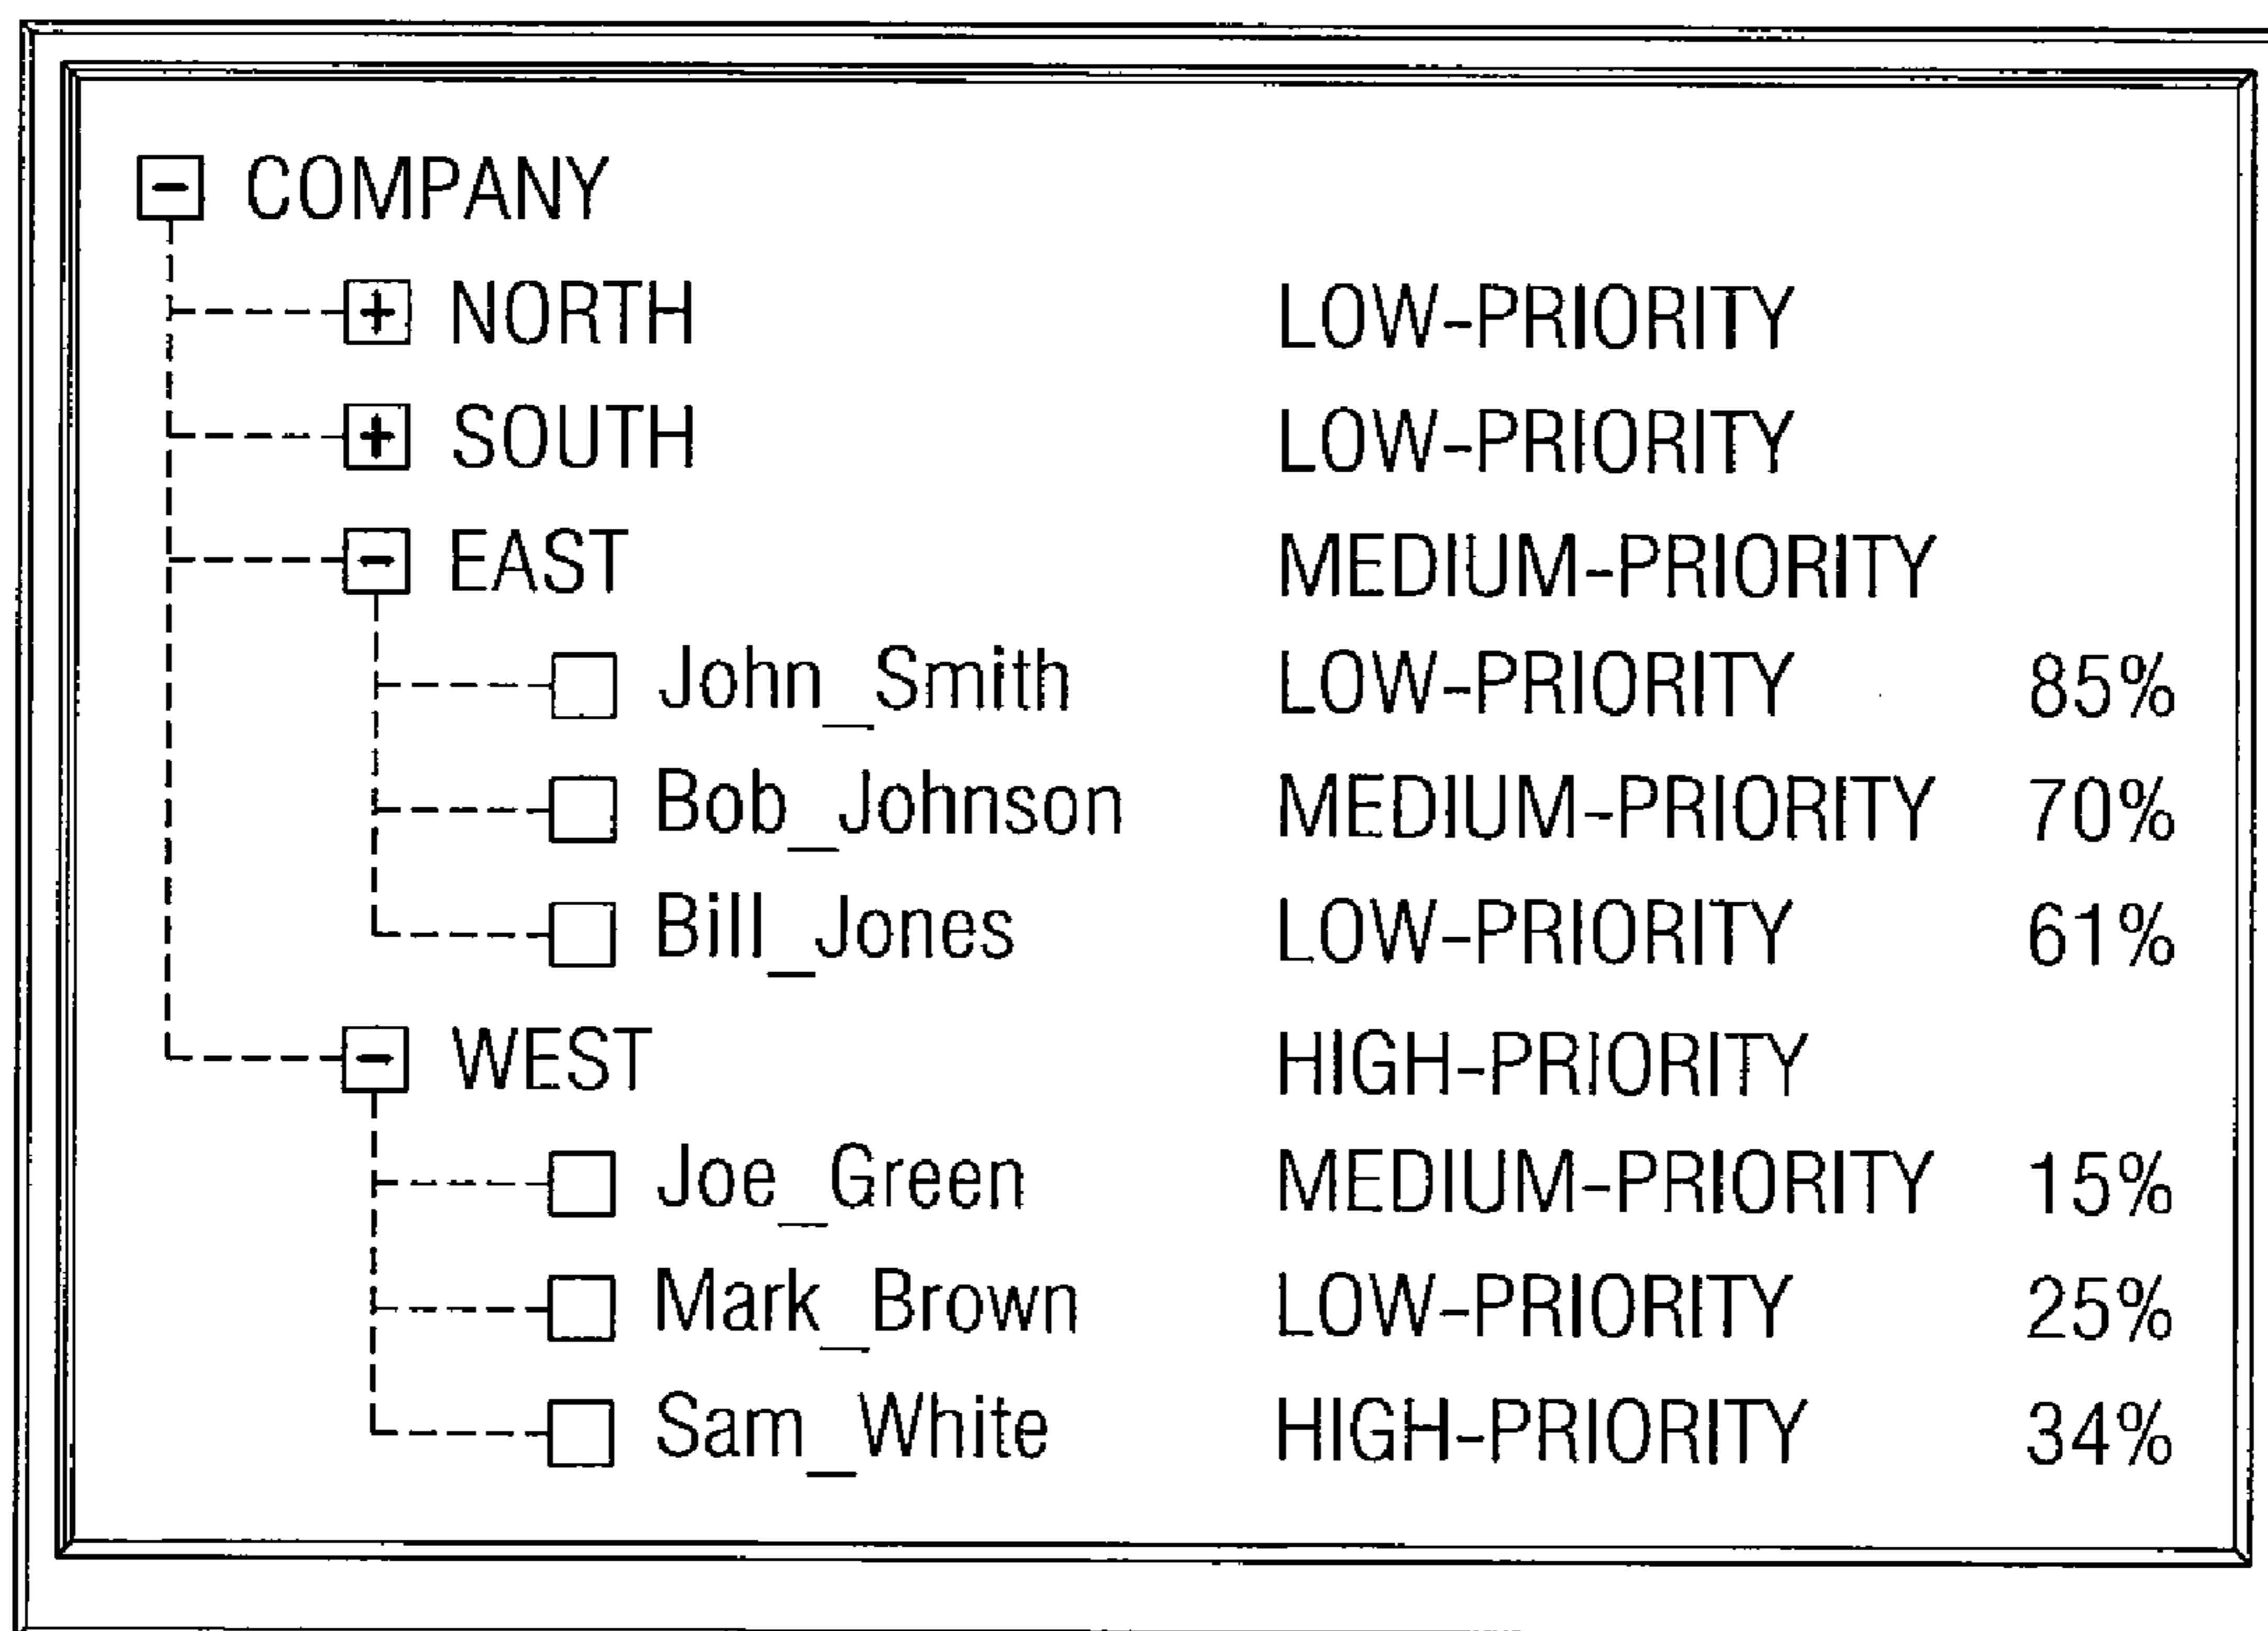 COMPANY
NORTH LOW-PRIORITY
SOUTH LOW-PRIORITY
EAST MEDIUM-PRIORITY
John_Smith LOW-PRIORITY 85%
Bob_Johnson MEDIUM-PRIORITY 70%
Bill_Jones LOW-PRIORITY 61%
WEST HIGH-PRIORITY
Joe_Green MEDIUM-PRIORITY 15%
Mark_Brown LOW-PRIORITY 25%
Sam_White HIGH-PRIORITY 34%